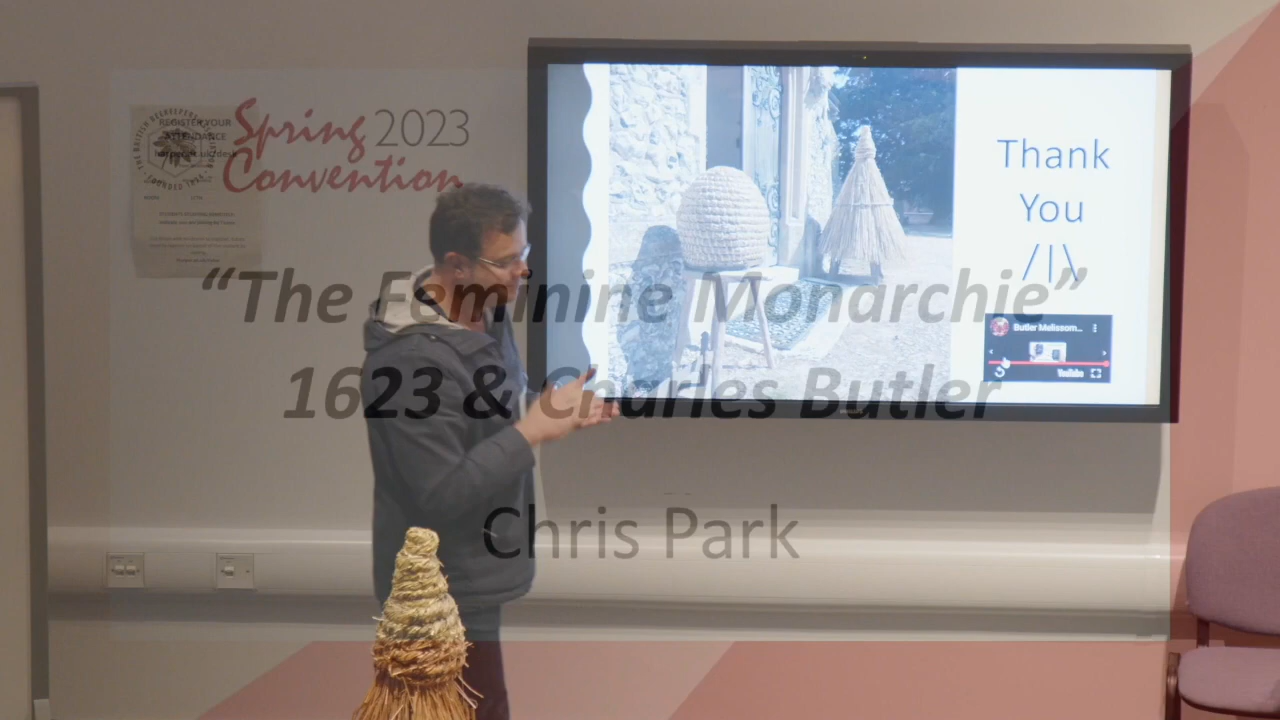 REGISTER YOUR
ATTENDANCE
Spring 2023
Convention
Thank
You
/|\
"The Feminine Monarchie"
1623 & Charles Butler
Butler Melissom...
YouTube
Chris Park